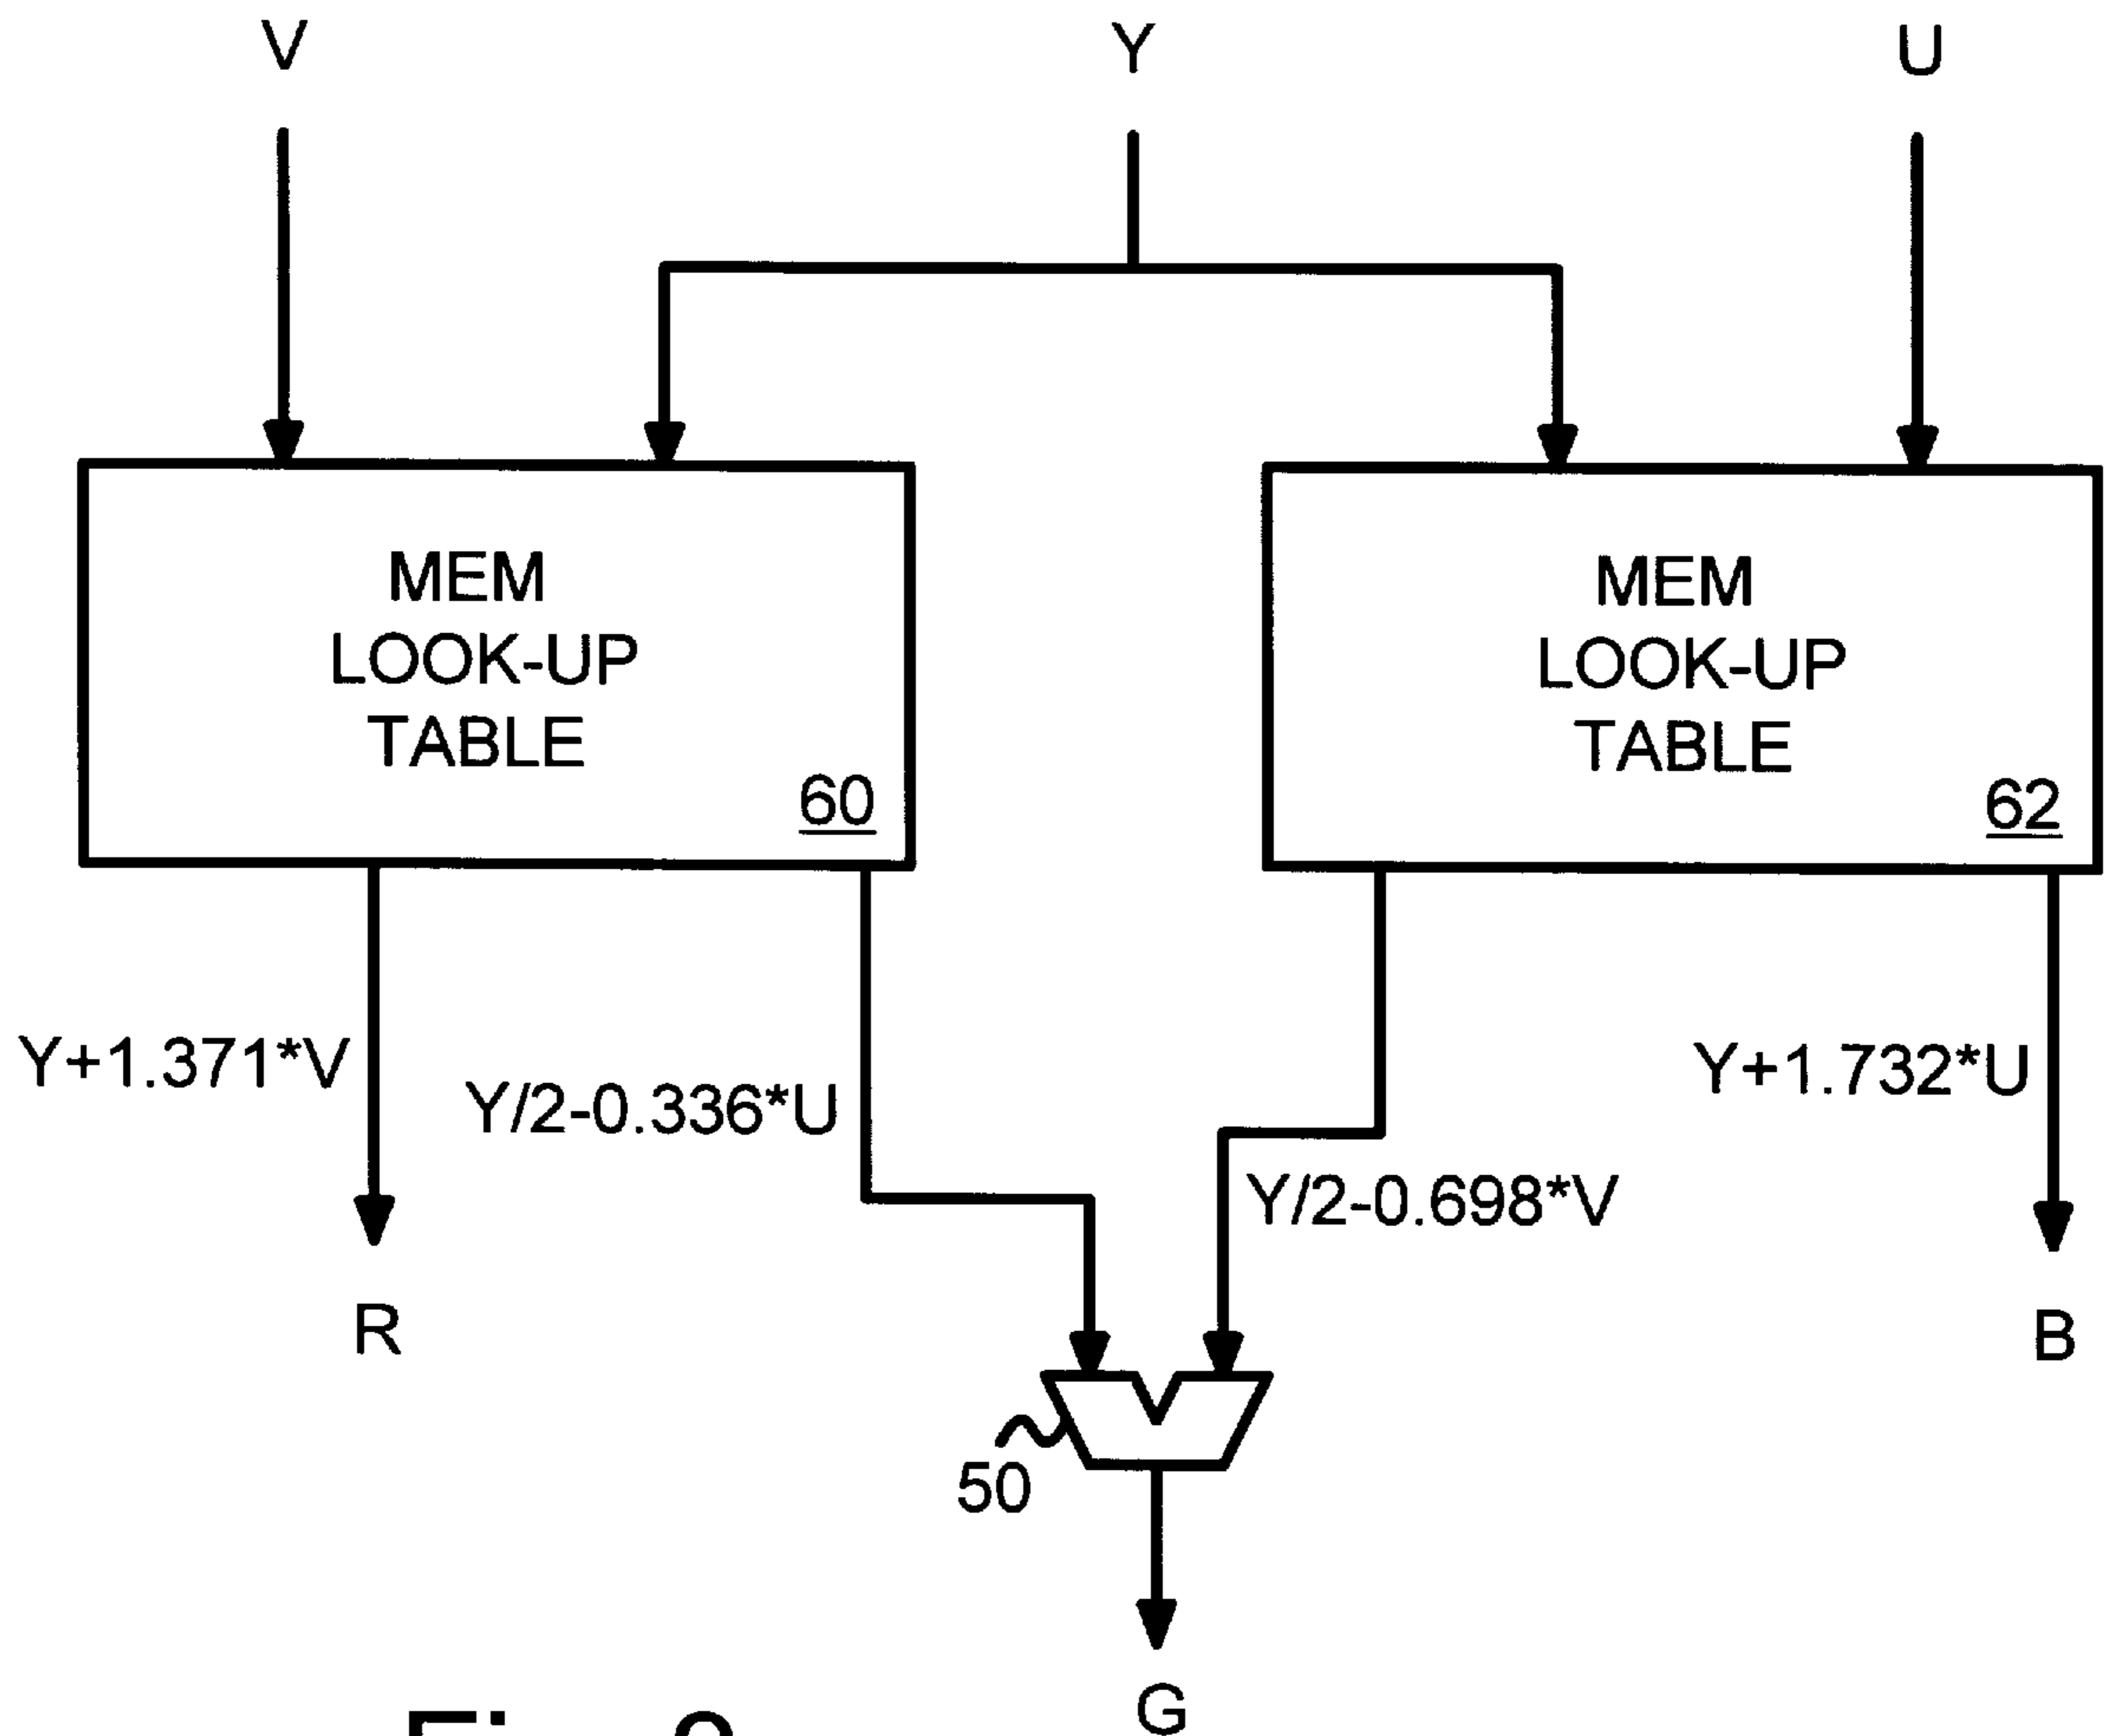 V
Y
U
MEM
LOOK-UP
TABLE
60
MEM
LOOK-UP
TABLE
62
Y+1.371*V
Y/2-0.336*U
Y/2-0.698*V
Y+1.732*U
R
B
50
G